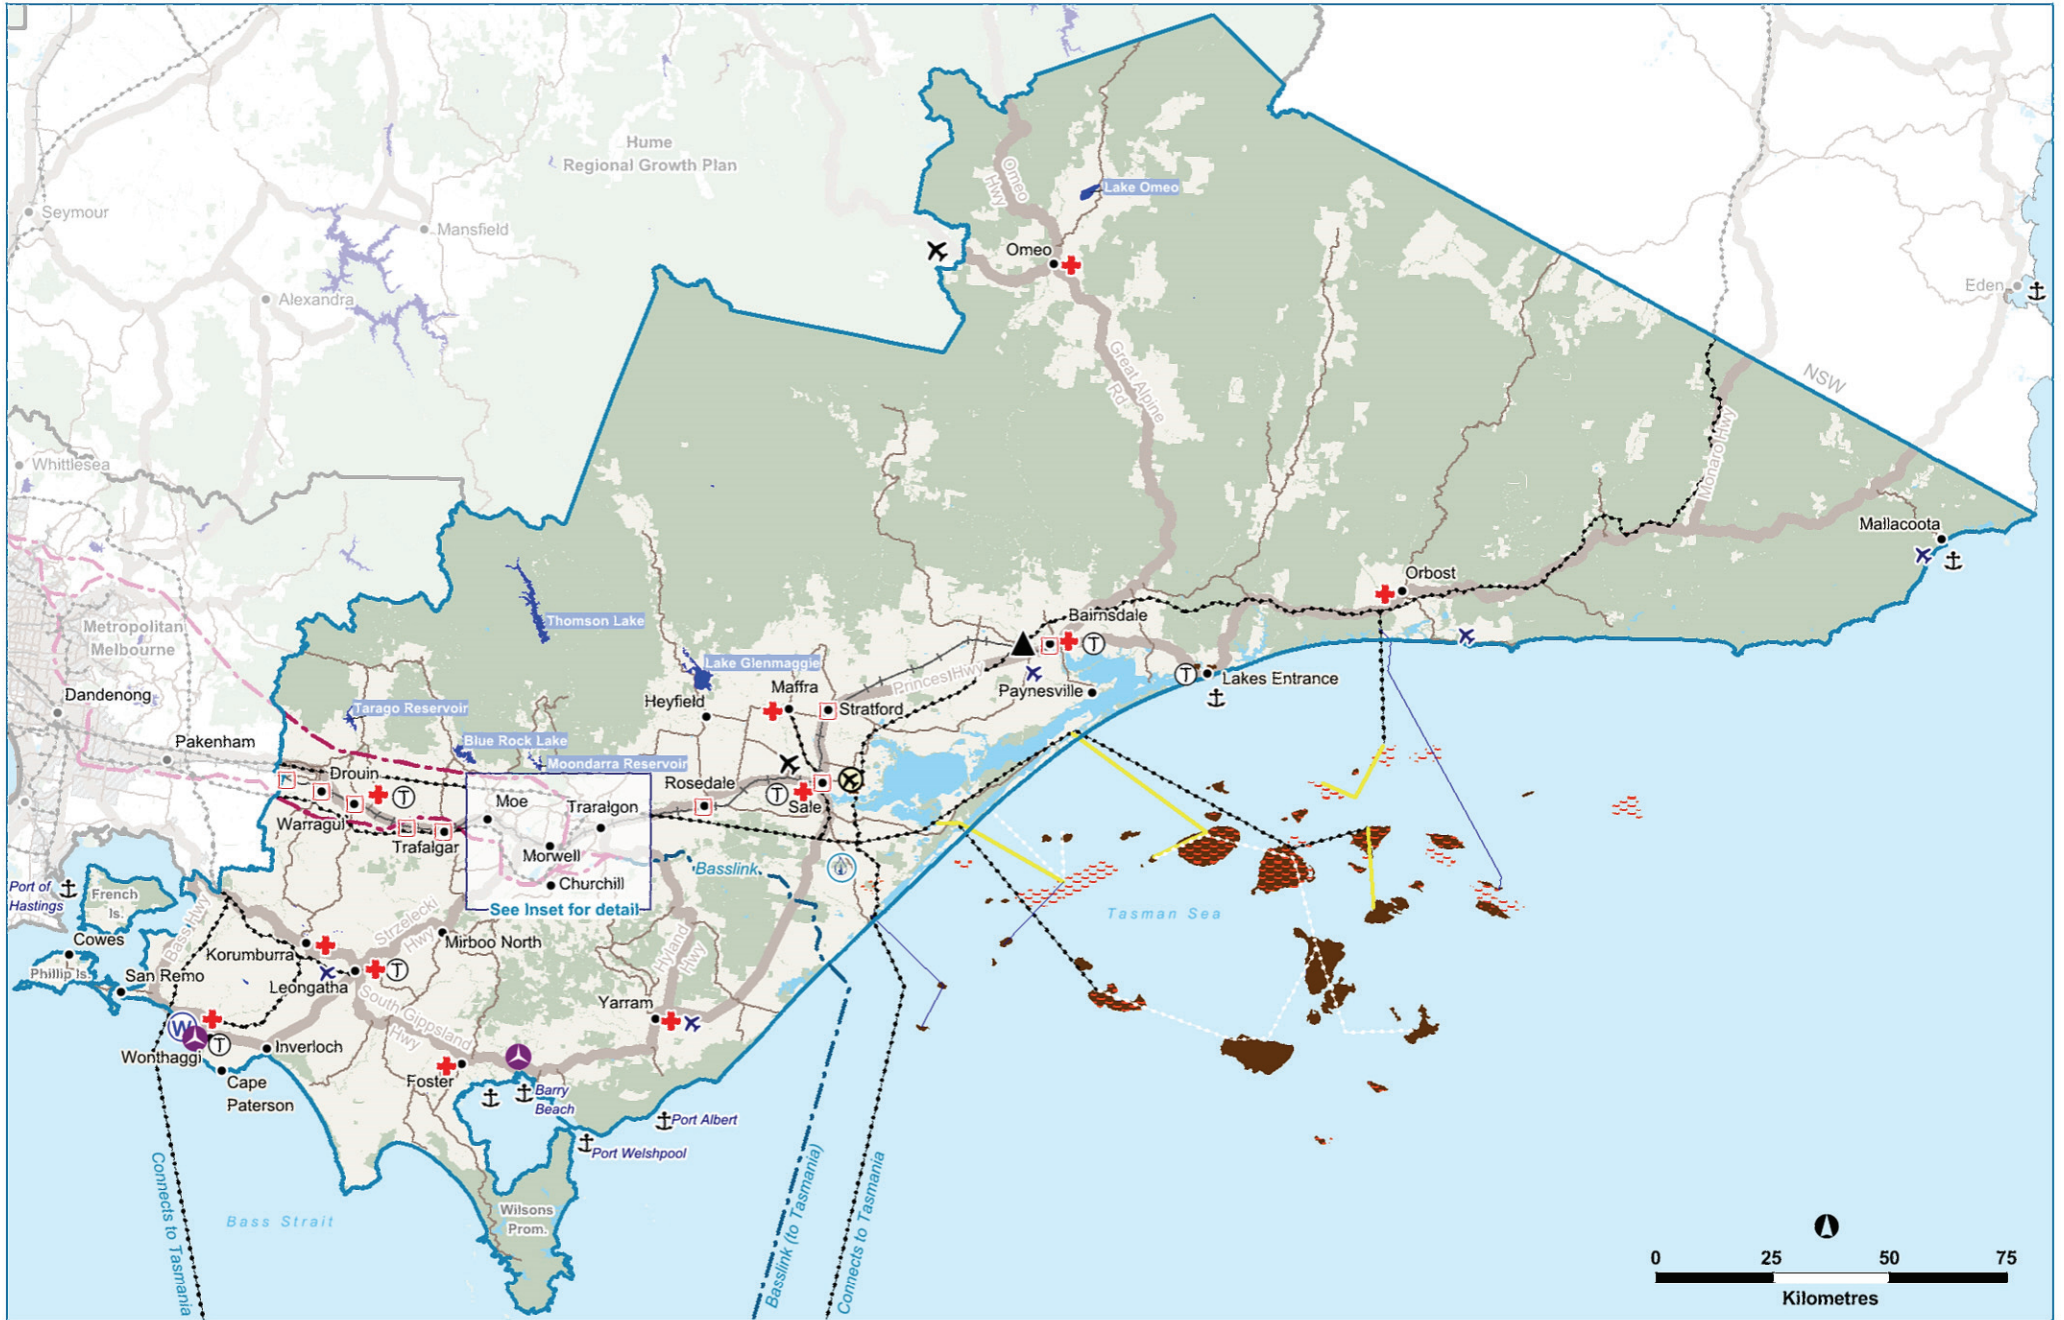 Hume
Regional Growth Plan
Seymour
Mansfield
Alexandra
Whittlesea
Omeo
Hwy
Lake Omeo
Omeo
Great Alpine
Rd
Eden
NSW
Monaro Hwy
Mallacoota
Orbost
Thomson Lake
Metropolitan
Melbourne
Dandenong
Pakenham
Tarago Reservoir
Blue Rock Lake
Moondarra Reservoir
Lake Glenmaggie
Heyfield
Maffra
Stratford
Princes Hwy
Bairnsdale
Paynesville
T
T
Lakes Entrance
Drouin
T
Warragul
Trafalgar
Moe
Traralgon
Morwell
Churchill
See Inset for detail
Rosedale
T
Sale
Basslink
Port of
Hastings
French
Is.
Cowes
Phillip Is.
San Remo
Bass Hwy
Korumburra
Strzelecki
Hwy
Mirboo North
Leongatha
T
South Gippsland
Hwy
Hyland
Hwy
Yarram
W
T
Wonthaggi
Inverloch
Cape
Paterson
Foster
Barry
Beach
Port Albert
Port Welshpool
Wilsons
Prom.
Tasman Sea
Bass Strait
Connects to Tasmania
Basslink (to Tasmania)
Connects to Tasmania
0 25 50 75
Kilometres